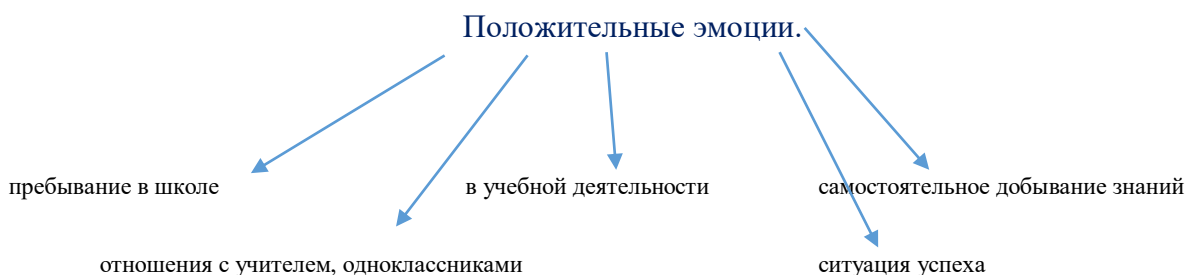 Положительные эмоции.
пребывание в школе
в учебной деятельности
самостоятельное добывание знаний
отношения с учителем, одноклассниками
ситуация успеха